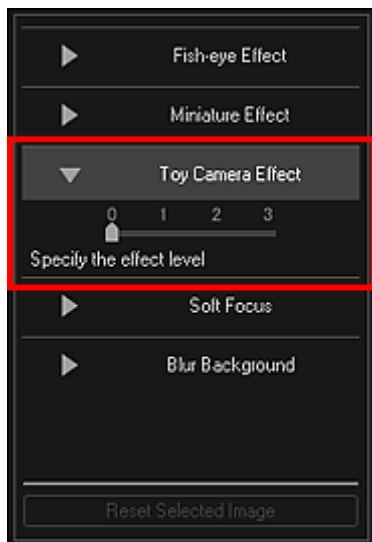 Fish-eye Effect
Miniature Effect
Toy Camera Effect
0 1 2 3
Specify the effect level
Soft Focus
Blur Background
Reset Selected Image